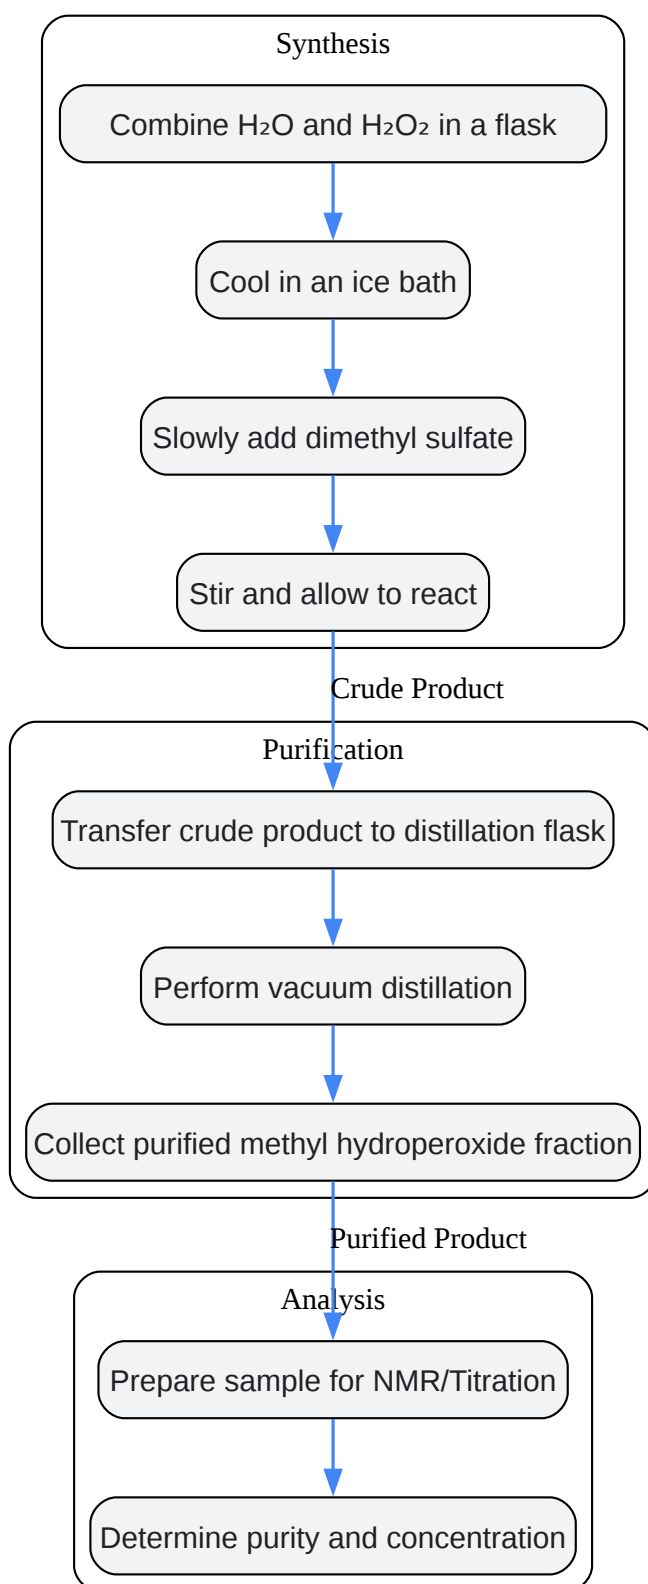 Synthesis
Combine H₂O and H₂O₂ in a flask
Cool in an ice bath
Slowly add dimethyl sulfate
Stir and allow to react
Crude Product
Purification
Transfer crude product to distillation flask
Perform vacuum distillation
Collect purified methyl hydroperoxide fraction
Purified Product
Analysis
Prepare sample for NMR/Titration
Determine purity and concentration